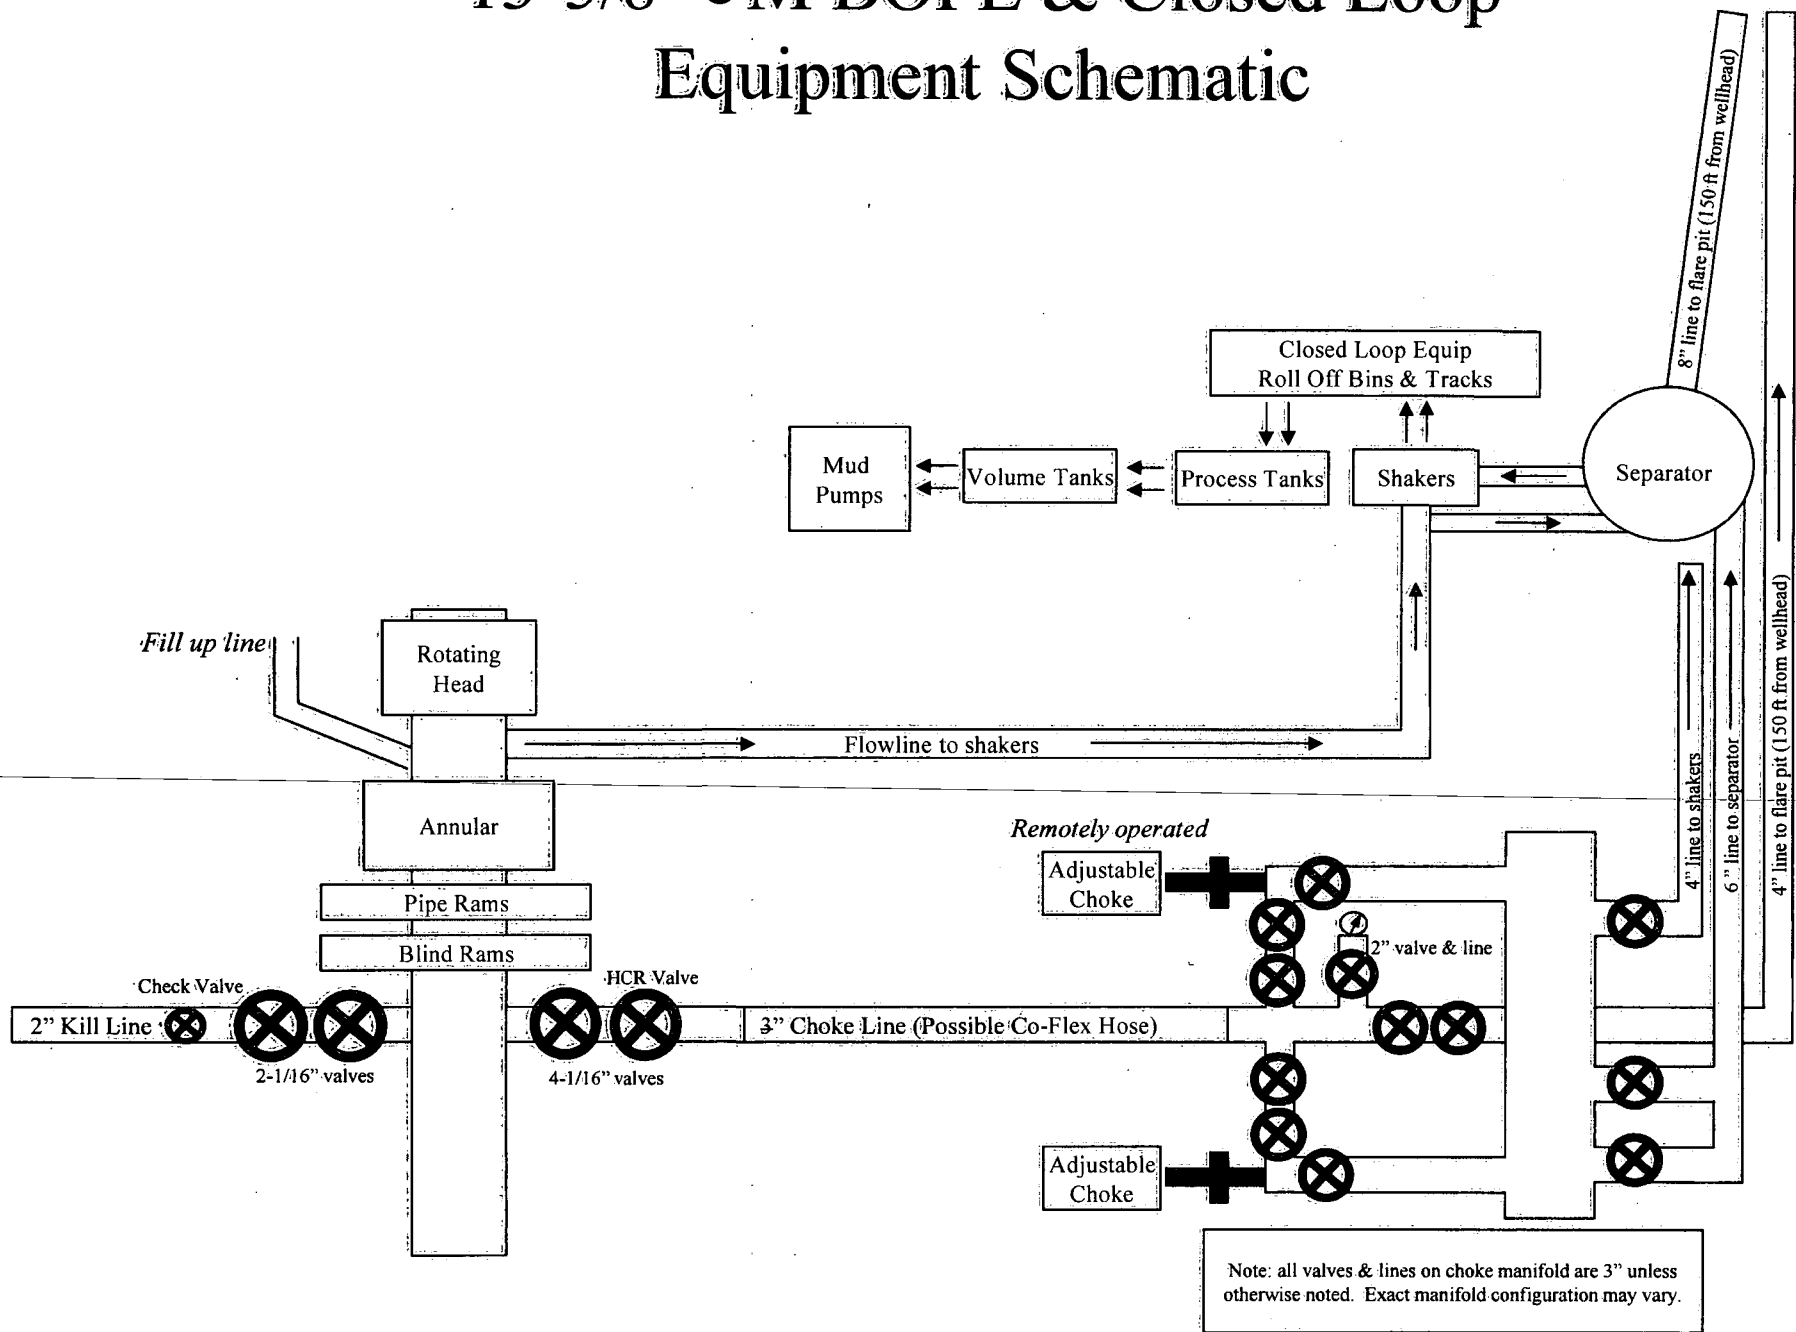 BOPE & Closed Loop
Equipment Schematic
8” line to flare pit (150 ft from wellhead)
Closed Loop Equip
Roll Off Bins & Tracks
Mud
Pumps
Volume Tanks
Process Tanks
Shakers
Separator
Fill up line
Rotating
Head
Flowline to shakers
Annular
Pipe Rams
Blind Rams
Check Valve
HCR Valve
2” Kill Line
3” Choke Line (Possible Co-Flex Hose)
2-1/16” valves
4-1/16” valves
Remotely operated
Adjustable
Choke
2” valve & line
Adjustable
Choke
4” line to shakers
6” line to separator
4” line to flare pit (150 ft from wellhead)
Note: all valves & lines on choke manifold are 3” unless
otherwise noted. Exact manifold configuration may vary.